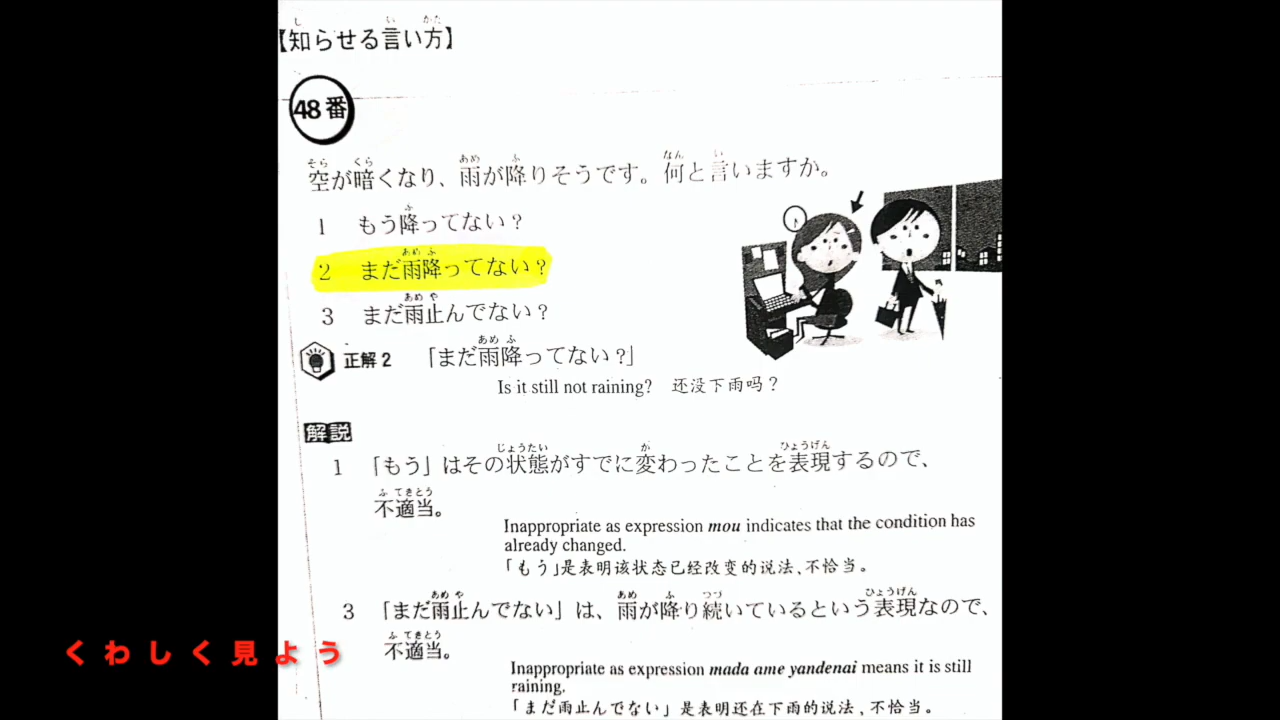 【知らせる言い方】
48番
空が暗くなり、雨が降りそうです。何と言いますか。
1 もう降ってない？
2 まだ雨降ってない？
3 まだ雨止んでない？
正解2 「まだ雨降ってない？」
Is it still not raining? 还没下雨吗？
解説
1 「もう」はその状態がすでに変わったことを表現するので、
不適当。
Inappropriate as expression mou indicates that the condition has
already changed.
「もう」是表明该状态已经改变的说法、不恰当。
3 「まだ雨止んでない」は、雨が降り続いているという表現なので、
不適当。
Inappropriate as expression mada ame yandenai means it is still
raining.
「まだ雨止んでない」是表明还在下雨的说法、不恰当。
くわしく見よう